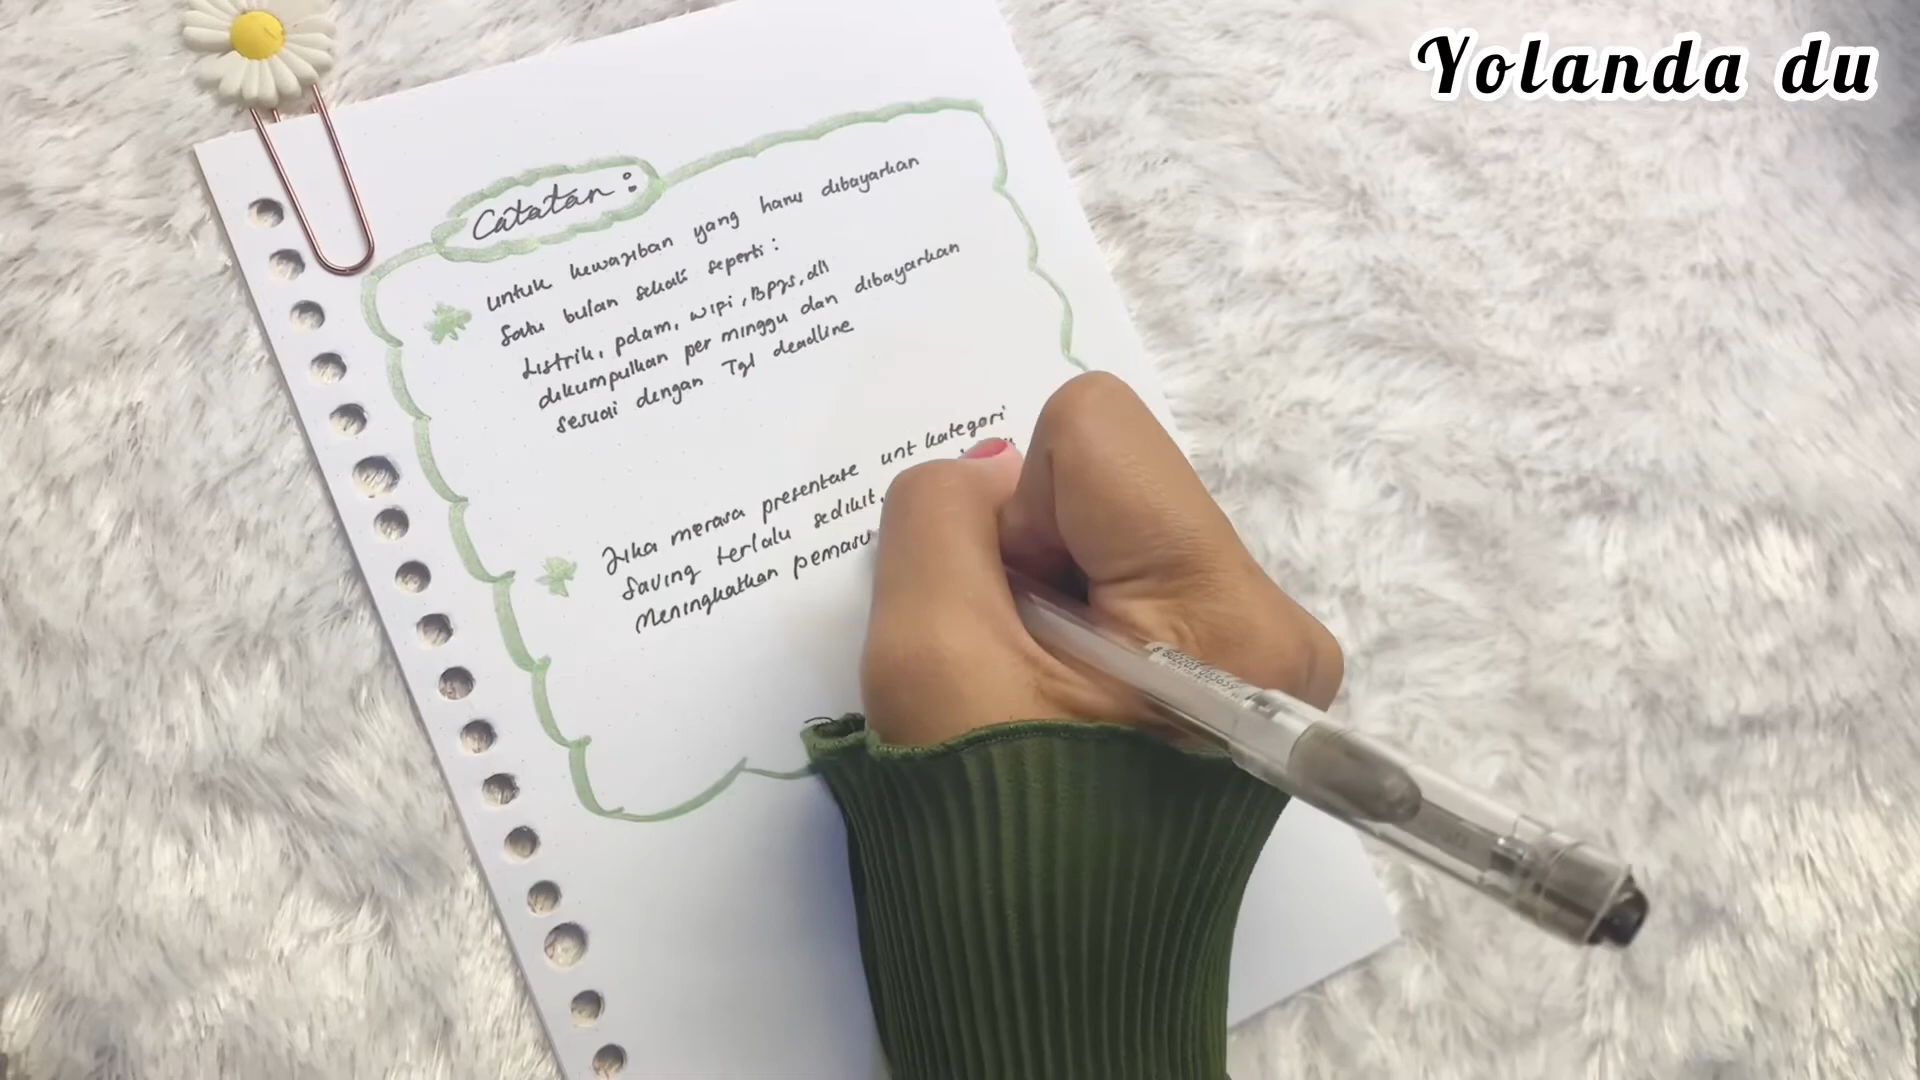 Yolanda du
Catatan :
Untuk kewajiban yang harus dibayarkan
satu bulan sekali seperti :
Listrik, pdam, wifi, BPJS, dll
dikumpulkan per minggu dan dibayarkan
sesuai dengan Tgl deadline
Jika merasa presentase unt kategori
saving terlalu sedikit,
Meningkatkan pemasu